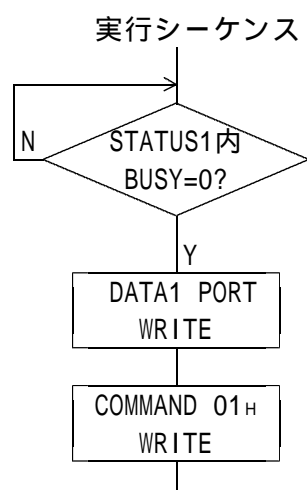 実行シーケンス
N
STATUS1内
BUSY=0?
Y
DATA1 PORT
WRITE
COMMAND 01H
WRITE